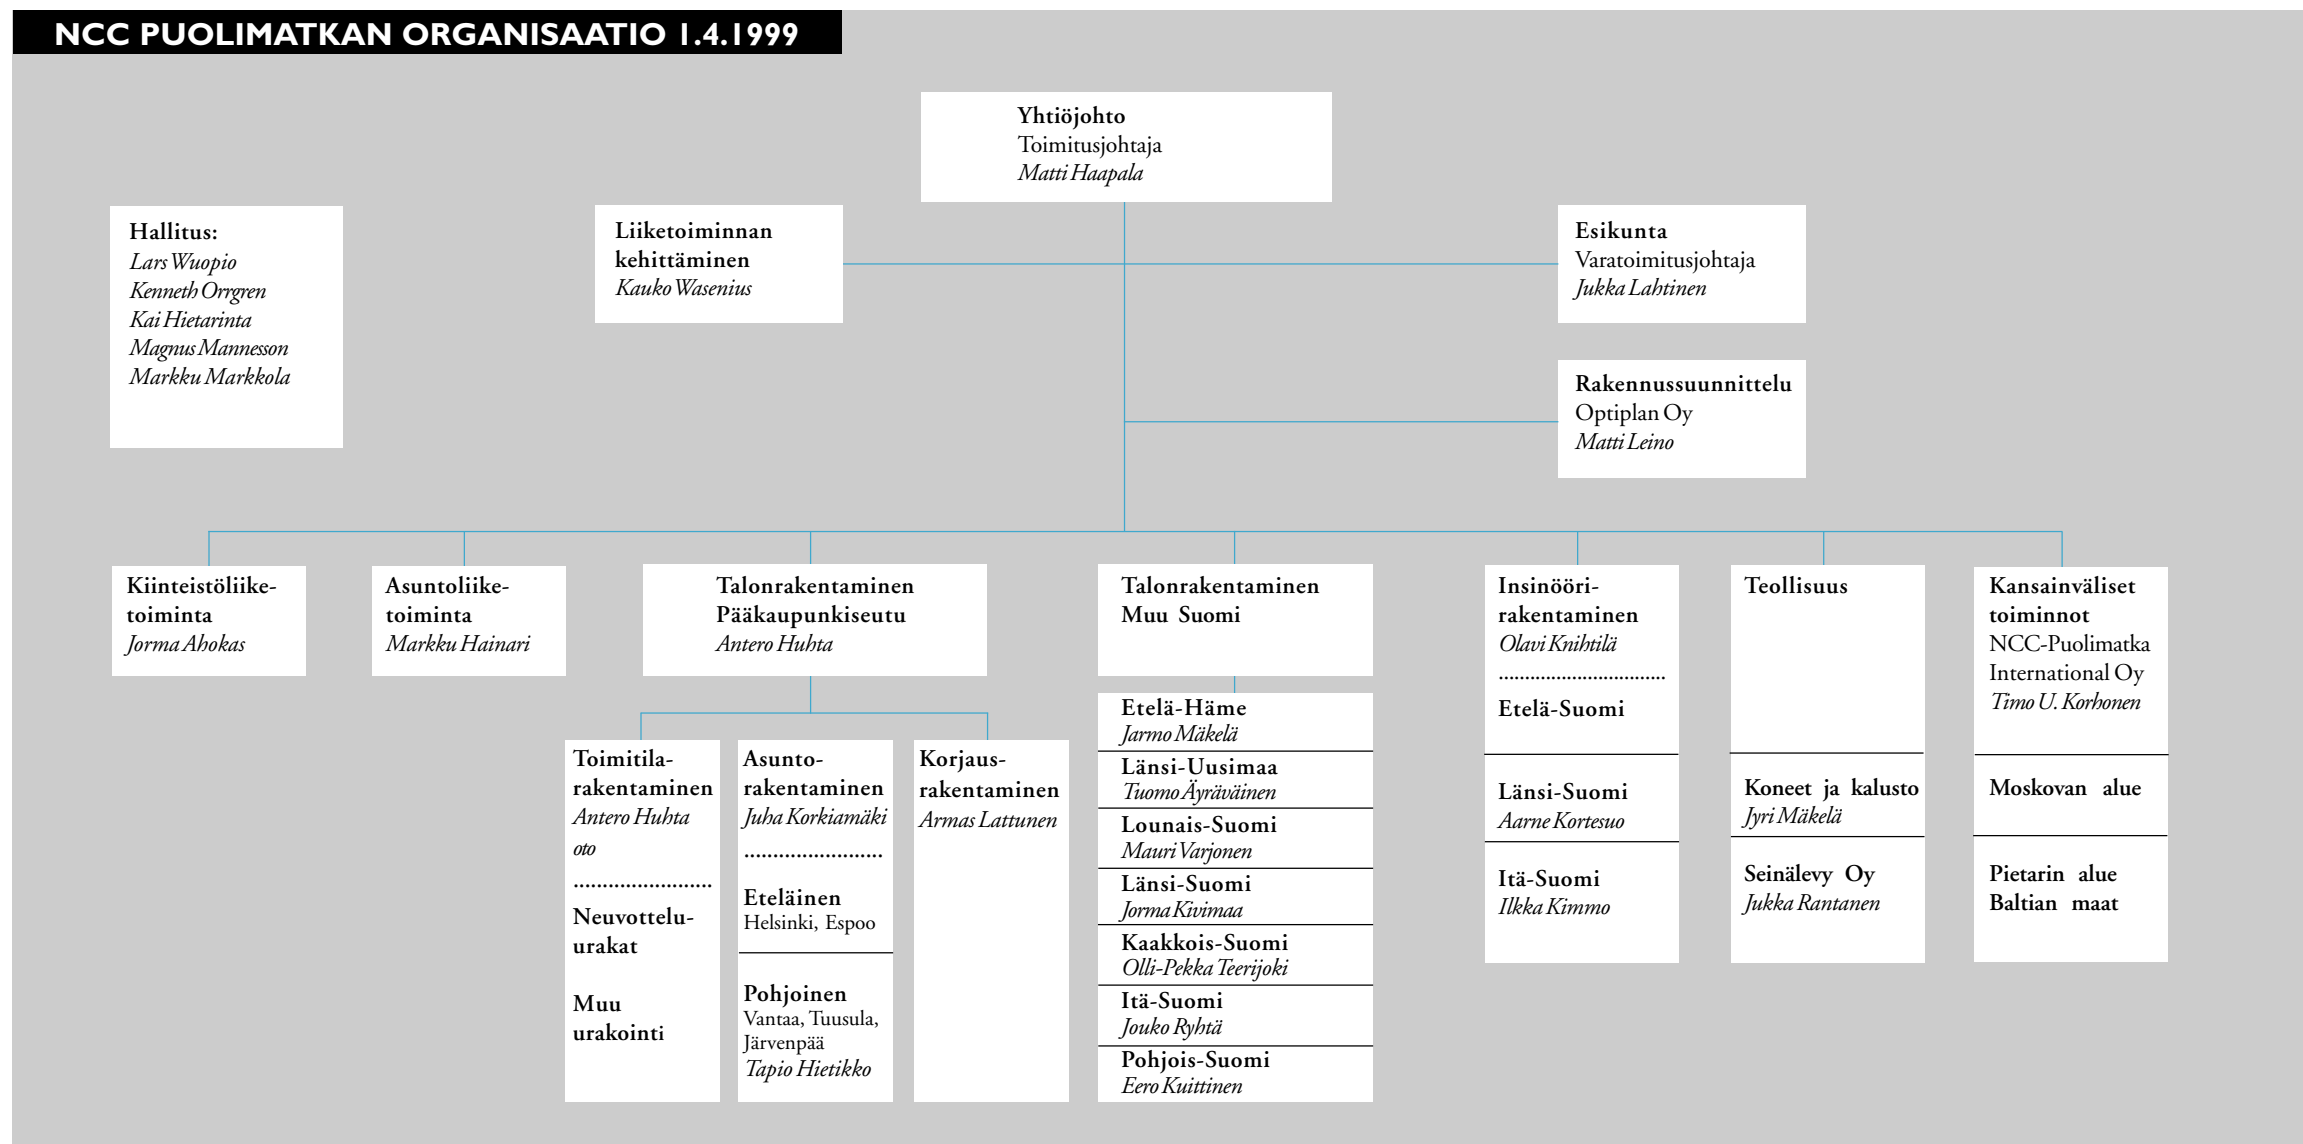 NCC PUOLIMATKAN ORGANISAATIO 1.4.1999
Yhtiöjohto
Toimitusjohtaja
Matti Haapala
Hallitus:
Lars Wuopio
Kenneth Orrgren
Kai Hietarinta
Magnus Mannesson
Markku Markkola
Liiketoiminnan
kehittäminen
Kauko Wasenius
Esikunta
Varatoimitusjohtaja
Jukka Lahtinen
Rakennussuunnittelu
Optiplan Oy
Matti Leino
Kiinteistöliike-
toiminta
Jorma Ahokas
Asuntoliike-
toiminta
Markku Hainari
Talonrakentaminen
Pääkaupunkiseutu
Antero Huhta
Toimitila-
rakentaminen
Antero Huhta
oto
Neuvottelu-
urakat
Muu
urakointi
Asunto-
rakentaminen
Juha Korkiamäki
Eteläinen
Helsinki, Espoo
Pohjoinen
Vantaa, Tuusula,
Järvenpää
Tapio Hietikko
Korjaus-
rakentaminen
Armas Lattunen
Talonrakentaminen
Muu Suomi
Etelä-Häme
Jarmo Mäkelä
Länsi-Uusimaa
Tuomo Äyräväinen
Lounais-Suomi
Mauri Varjonen
Länsi-Suomi
Jorma Kivimaa
Kaakkois-Suomi
Olli-Pekka Teerijoki
Itä-Suomi
Jouko Ryhtä
Pohjois-Suomi
Eero Kuittinen
Insinööri-
rakentaminen
Olavi Knihtilä
Etelä-Suomi
Länsi-Suomi
Aarne Kortesuo
Itä-Suomi
Ilkka Kimmo
Teollisuus
Koneet ja kalusto
Jyri Mäkelä
Seinälevy Oy
Jukka Rantanen
Kansainväliset
toiminnot
NCC-Puolimatka
International Oy
Timo U. Korhonen
Moskovan alue
Pietarin alue
Baltian maat